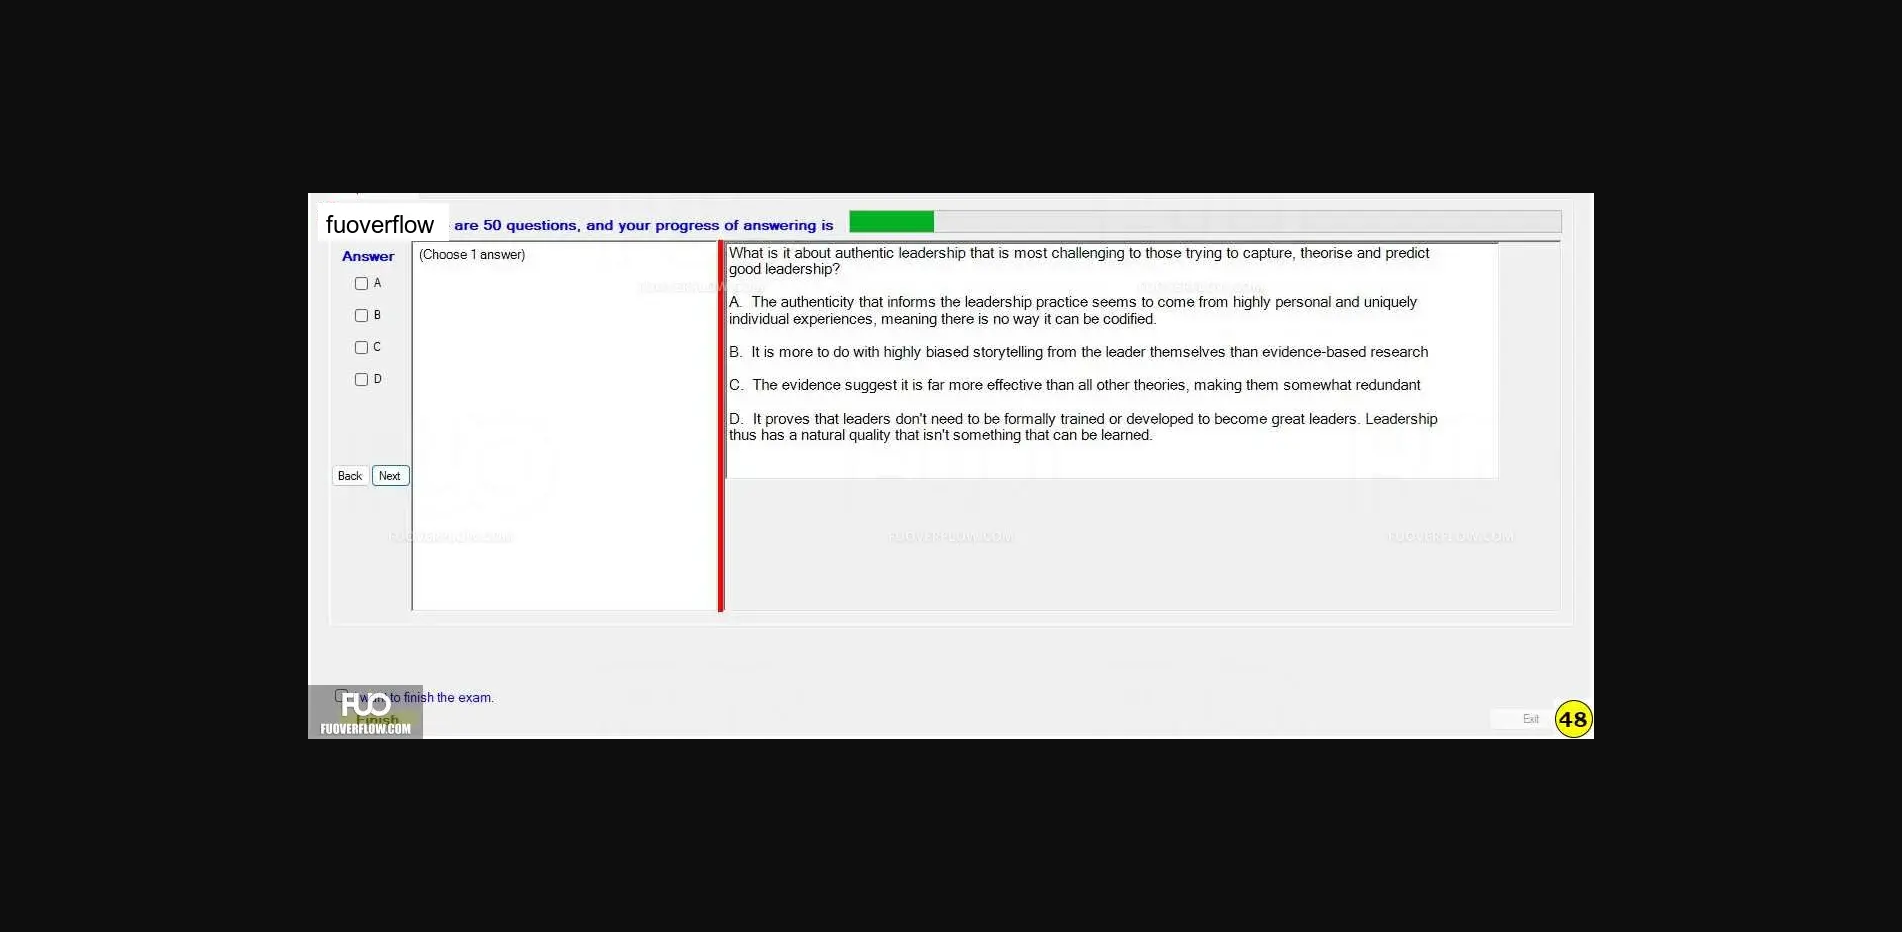 fuoverflow are 50 questions, and your progress of answering is
Answer
A
B
C
D
Back Next
(Choose 1 answer)
What is it about authentic leadership that is most challenging to those trying to capture, theorise and predict
good leadership?
A. The authenticity that informs the leadership practice seems to come from highly personal and uniquely
individual experiences, meaning there is no way it can be codified.
B. It is more to do with highly biased storytelling from the leader themselves than evidence-based research
C. The evidence suggest it is far more effective than all other theories, making them somewhat redundant
D. It proves that leaders don't need to be formally trained or developed to become great leaders. Leadership
thus has a natural quality that isn't something that can be learned.
FUOVERFLOW.COM
FUOVERFLOW.COM
FUOVERFLOW.COM
FUOVERFLOW.COM
FUOVERFLOW.COM
I want to finish the exam.
FUO
Finish
FUOVERFLOW.COM
Exit
48